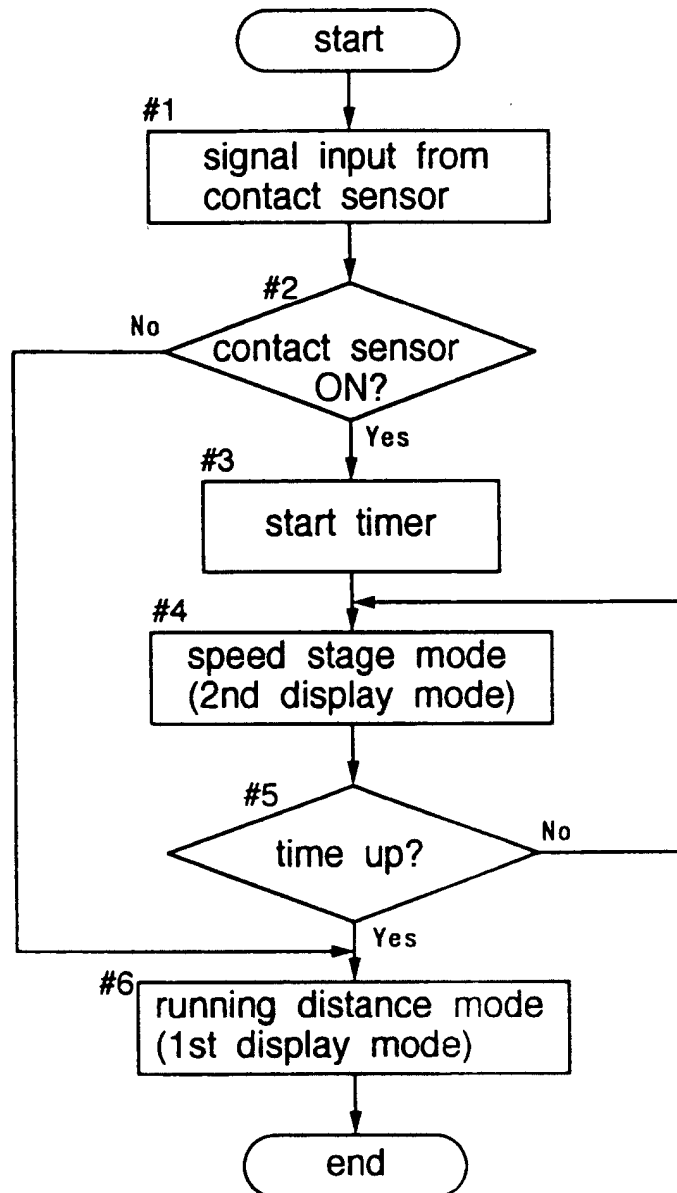 start
#1
signal input from
contact sensor
#2
No
contact sensor
ON?
Yes
#3
start timer
#4
speed stage mode
(2nd display mode)
#5
No
time up?
Yes
#6
running distance mode
(1st display mode)
end